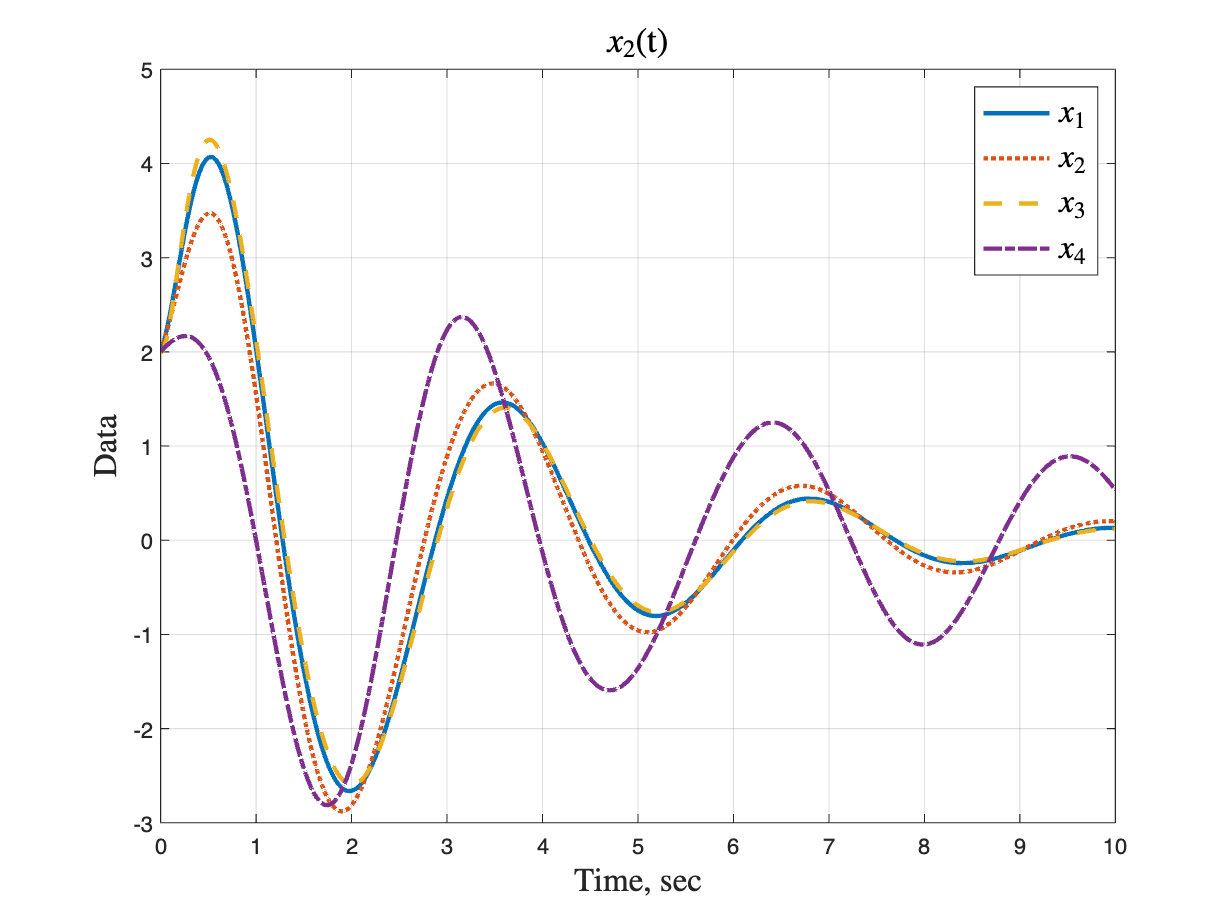 x₂(t)
5
4
3
2
1
0
-1
-2
-3
Data
x₁
x₂
x₃
x₄
0 1 2 3 4 5 6 7 8 9 10
Time, sec